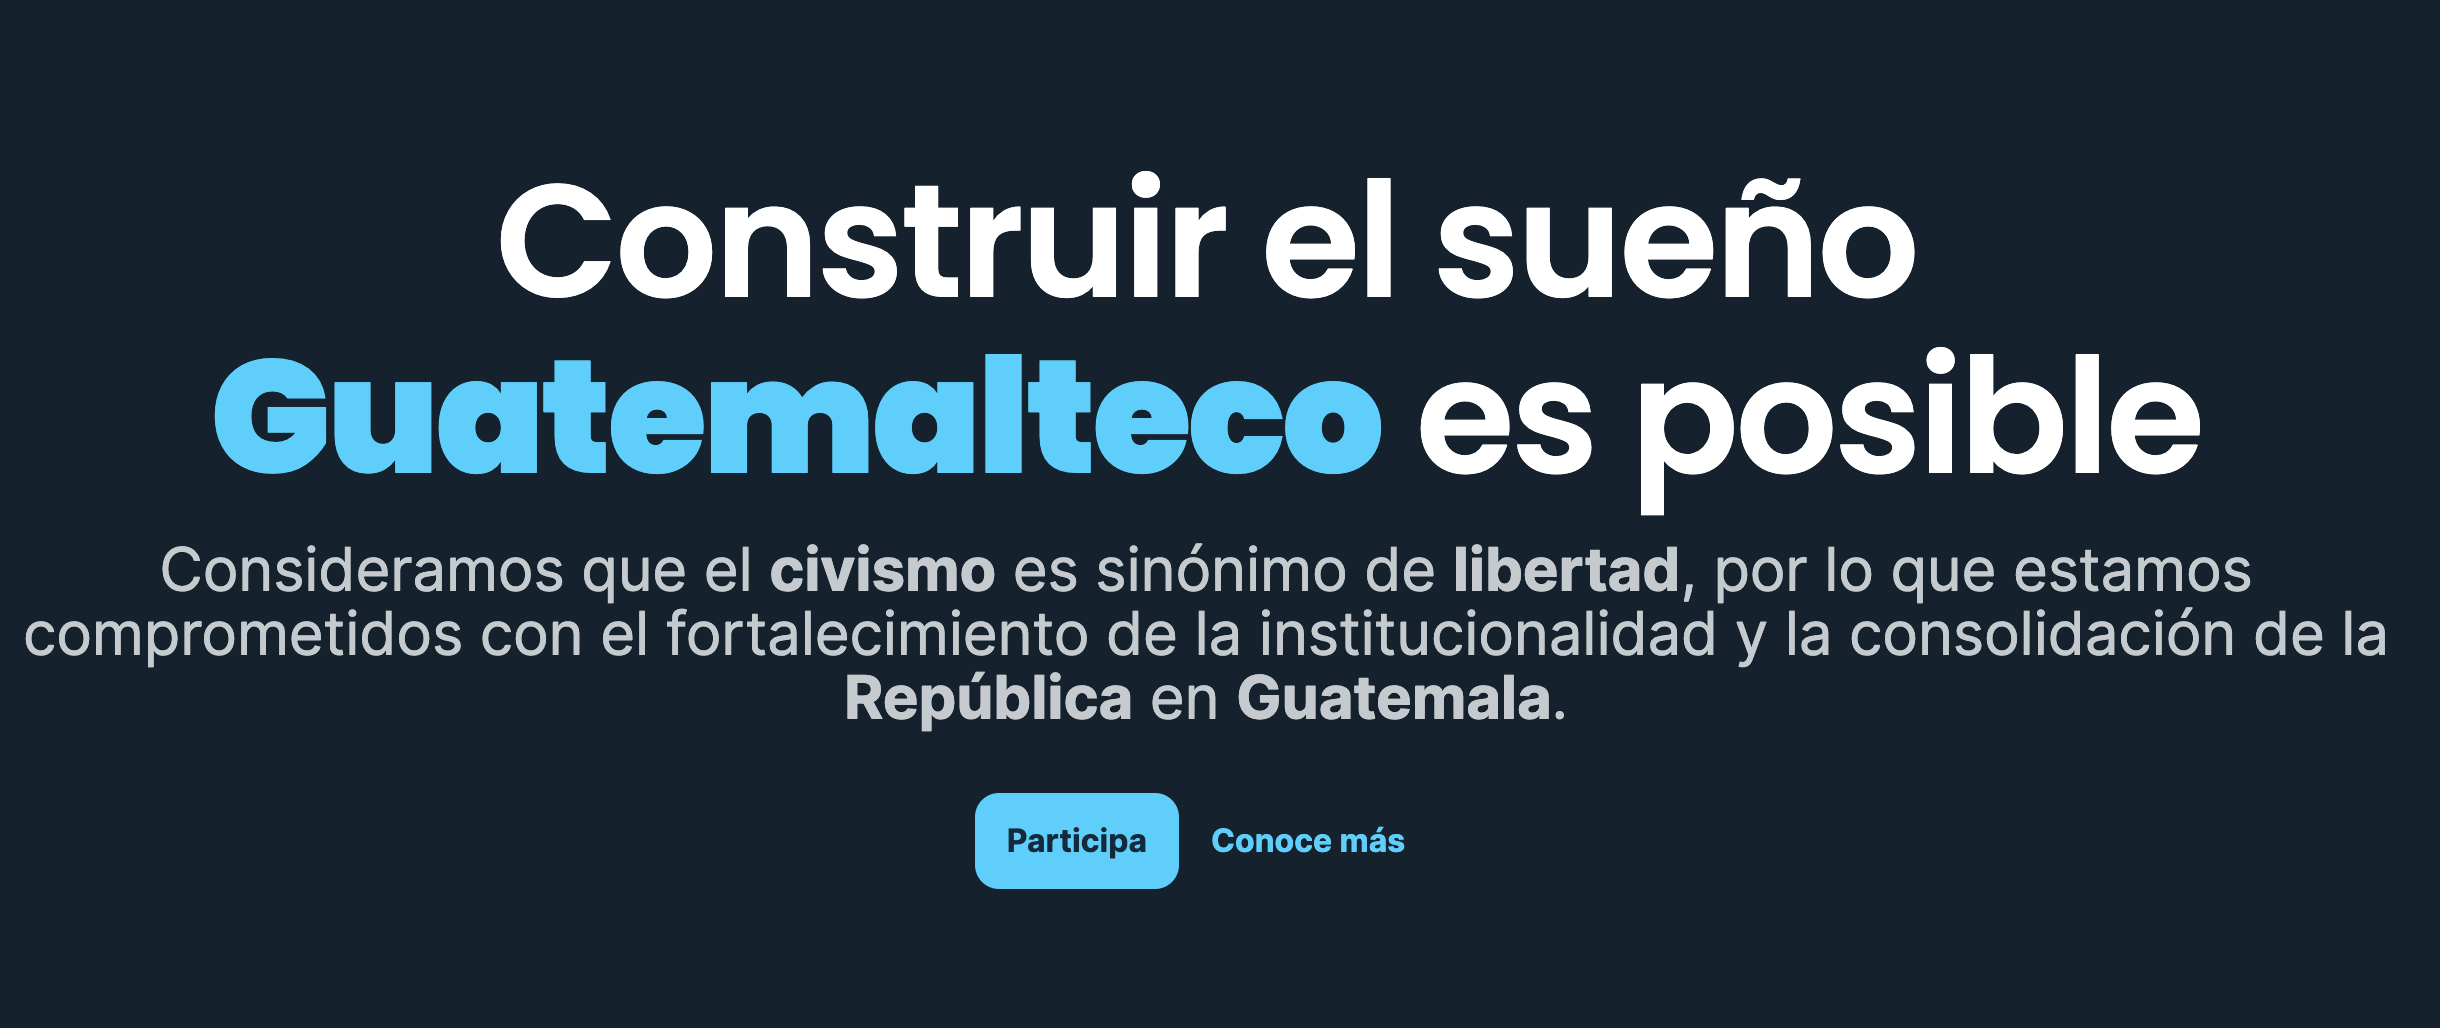 Construir el sueño
Guatemalteco es posible
Consideramos que el civismo es sinónimo de libertad, por lo que estamos
comprometidos con el fortalecimiento de la institucionalidad y la consolidación de la
República en Guatemala.
Participa Conoce más